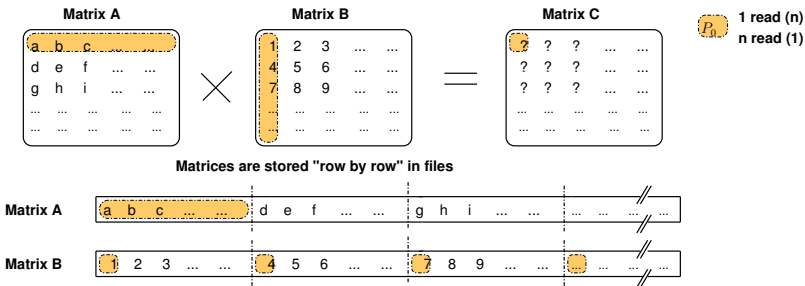 Matrix A Matrix B Matrix C
P0 1 read (n)
n read (1)
a b c ... ...
d e f ... ...
g h i ... ...
... ... ... ... ...
... ... ... ... ...
×
1 2 3 ... ...
4 5 6 ... ...
7 8 9 ... ...
... ... ... ... ...
... ... ... ... ...
=
? ? ? ... ...
? ? ? ... ...
? ? ? ... ...
... ... ... ... ...
... ... ... ... ...
Matrices are stored "row by row" in files
Matrix A a b c ... ... d e f ... ... g h i ... ... ... ... ... ...
Matrix B 1 2 3 ... ... 4 5 6 ... ... 7 8 9 ... ... ... ... ... ...